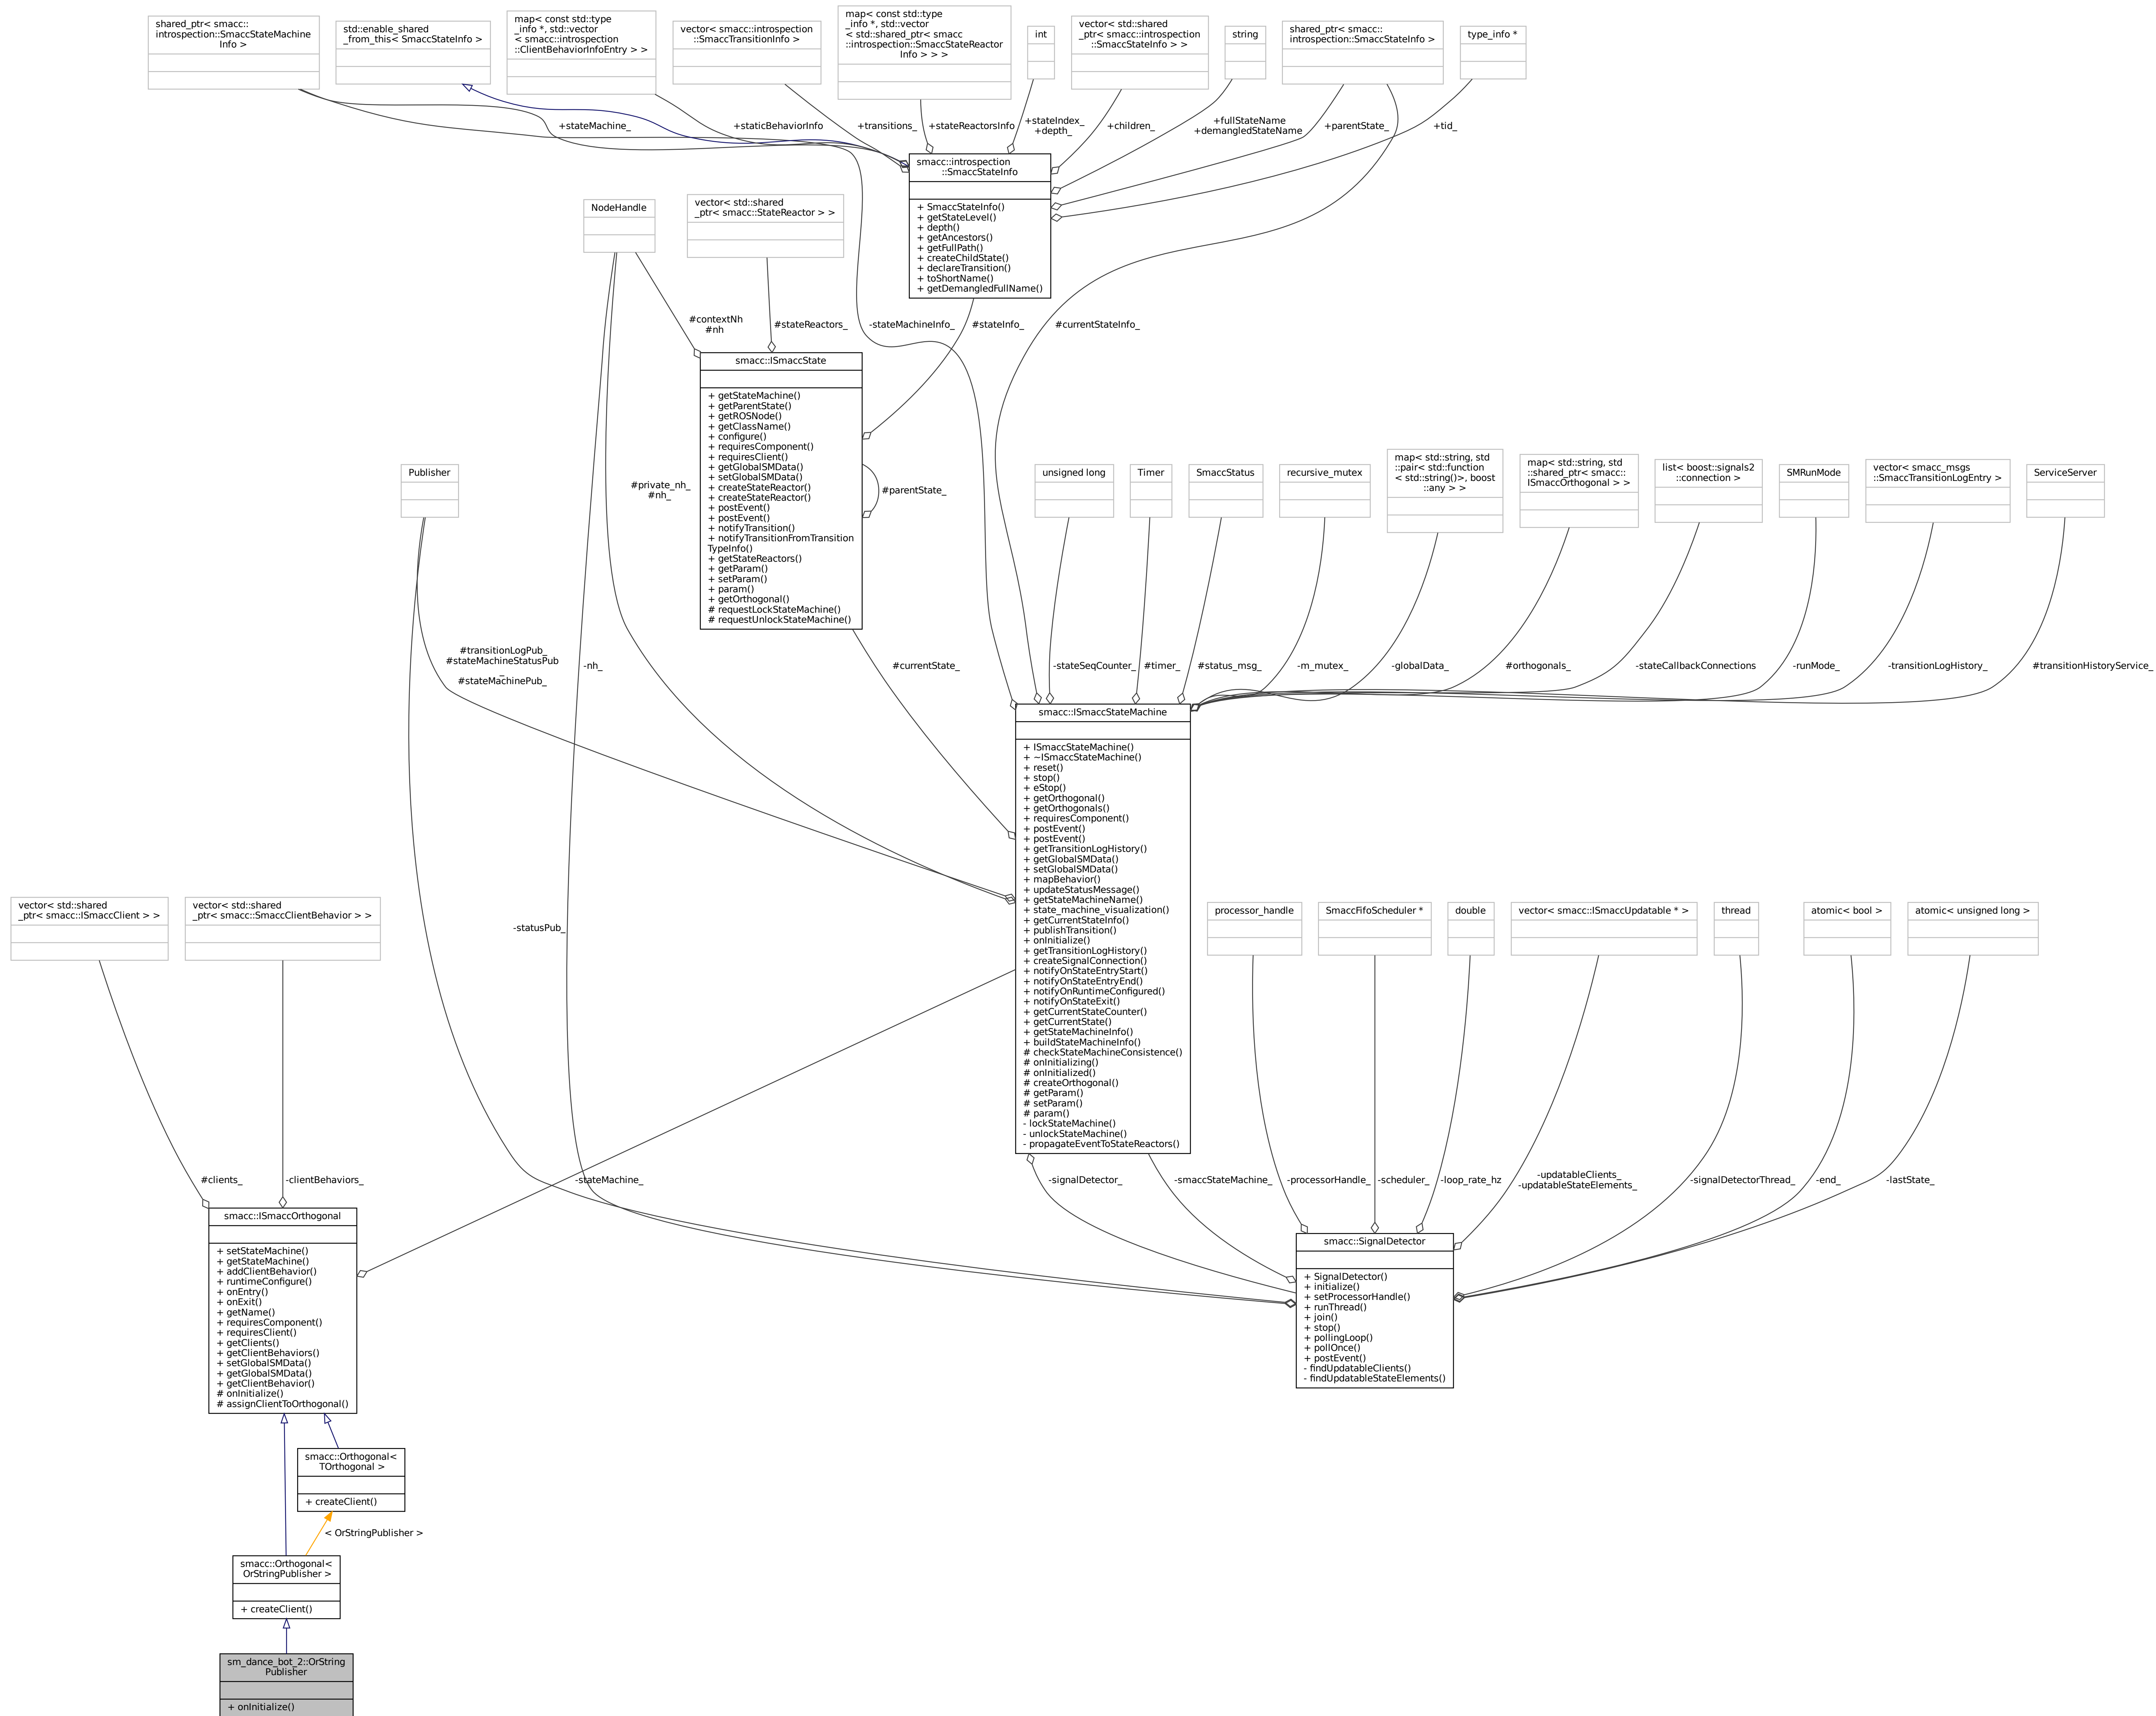 shared_ptr< smacc::
introspection::SmaccStateMachine
Info >
std::enable_shared
_from_this< SmaccStateInfo >
map< const std::type
_info *, std::vector
< smacc::introspection
::ClientBehaviorInfoEntry > >
vector< smacc::introspection
::SmaccTransitionInfo >
map< const std::type
_info *, std::vector
< std::shared_ptr< smacc
::introspection::SmaccStateReactor
Info > > >
int
vector< std::shared
_ptr< smacc::introspection
::SmaccStateInfo > >
string
shared_ptr< smacc::
introspection::SmaccStateInfo >
type_info *
+stateMachine_
+staticBehaviorInfo
+transitions_
+stateReactorsInfo
+stateIndex_
+depth_
+children_
+fullStateName
+demangledStateName
+parentState_
+tid_
smacc::introspection
::SmaccStateInfo
+ SmaccStateInfo()
+ getStateLevel()
+ depth()
+ getAncestors()
+ getFullPath()
+ createChildState()
+ declareTransition()
+ toShortName()
+ getDemangledFullName()
NodeHandle
vector< std::shared
_ptr< smacc::StateReactor > >
#contextNh
#nh
#stateReactors_
-stateMachineInfo_
#stateInfo_
#currentStateInfo_
smacc::ISmaccState
+ getStateMachine()
+ getParentState()
+ getROSNode()
+ getClassName()
+ configure()
+ requiresComponent()
+ requiresClient()
+ getGlobalSMData()
+ setGlobalSMData()
+ createStateReactor()
+ createStateReactor()
+ postEvent()
+ postEvent()
+ notifyTransition()
+ notifyTransitionFromTransition
TypeInfo()
+ getStateReactors()
+ getParam()
+ setParam()
+ param()
+ getOrthogonal()
# requestLockStateMachine()
# requestUnlockStateMachine()
#parentState_
Publisher
#private_nh_
#nh_
unsigned long
Timer
SmaccStatus
recursive_mutex
map< std::string, std
::pair< std::function
< std::string()>, boost
::any > >
map< std::string, std
::shared_ptr< smacc::
ISmaccOrthogonal > >
list< boost::signals2
::connection >
SMRunMode
vector< smacc_msgs
::SmaccTransitionLogEntry >
ServiceServer
#transitionLogPub_
#stateMachineStatusPub
_
#stateMachinePub_
-nh_
#currentState_
-stateSeqCounter_
#timer_
#status_msg_
-m_mutex_
-globalData_
#orthogonals_
-stateCallbackConnections
-runMode_
-transitionLogHistory_
#transitionHistoryService_
smacc::ISmaccStateMachine
+ ISmaccStateMachine()
+ ~ISmaccStateMachine()
+ reset()
+ stop()
+ eStop()
+ getOrthogonal()
+ getOrthogonals()
+ requiresComponent()
+ postEvent()
+ postEvent()
+ getTransitionLogHistory()
+ getGlobalSMData()
+ setGlobalSMData()
+ mapBehavior()
+ updateStatusMessage()
+ getStateMachineName()
+ state_machine_visualization()
+ getCurrentStateInfo()
+ publishTransition()
+ onInitialize()
+ getTransitionLogHistory()
+ createSignalConnection()
+ notifyOnStateEntryStart()
+ notifyOnStateEntryEnd()
+ notifyOnRuntimeConfigured()
+ notifyOnStateExit()
+ getCurrentStateCounter()
+ getCurrentState()
+ getStateMachineInfo()
+ buildStateMachineInfo()
# checkStateMachineConsistence()
# onInitializing()
# onInitialized()
# createOrthogonal()
# getParam()
# setParam()
# param()
- lockStateMachine()
- unlockStateMachine()
- propagateEventToStateReactors()
vector< std::shared
_ptr< smacc::ISmaccClient > >
vector< std::shared
_ptr< smacc::SmaccClientBehavior > >
-statusPub_
processor_handle
SmaccFifoScheduler *
double
vector< smacc::ISmaccUpdatable * >
thread
atomic< bool >
atomic< unsigned long >
#clients_
-clientBehaviors_
-stateMachine_
-signalDetector_
-smaccStateMachine_
-processorHandle_
-scheduler_
-loop_rate_hz
-updatableClients_
-updatableStateElements_
-signalDetectorThread_
-end_
-lastState_
smacc::ISmaccOrthogonal
+ setStateMachine()
+ getStateMachine()
+ addClientBehavior()
+ runtimeConfigure()
+ onEntry()
+ onExit()
+ getName()
+ requiresComponent()
+ requiresClient()
+ getClients()
+ getClientBehaviors()
+ setGlobalSMData()
+ getGlobalSMData()
+ getClientBehavior()
# onInitialize()
# assignClientToOrthogonal()
smacc::SignalDetector
+ SignalDetector()
+ initialize()
+ setProcessorHandle()
+ runThread()
+ join()
+ stop()
+ pollingLoop()
+ pollOnce()
+ postEvent()
- findUpdatableClients()
- findUpdatableStateElements()
smacc::Orthogonal<
TOrthogonal >
+ createClient()
< OrStringPublisher >
smacc::Orthogonal<
OrStringPublisher >
+ createClient()
sm_dance_bot_2::OrString
Publisher
+ onInitialize()